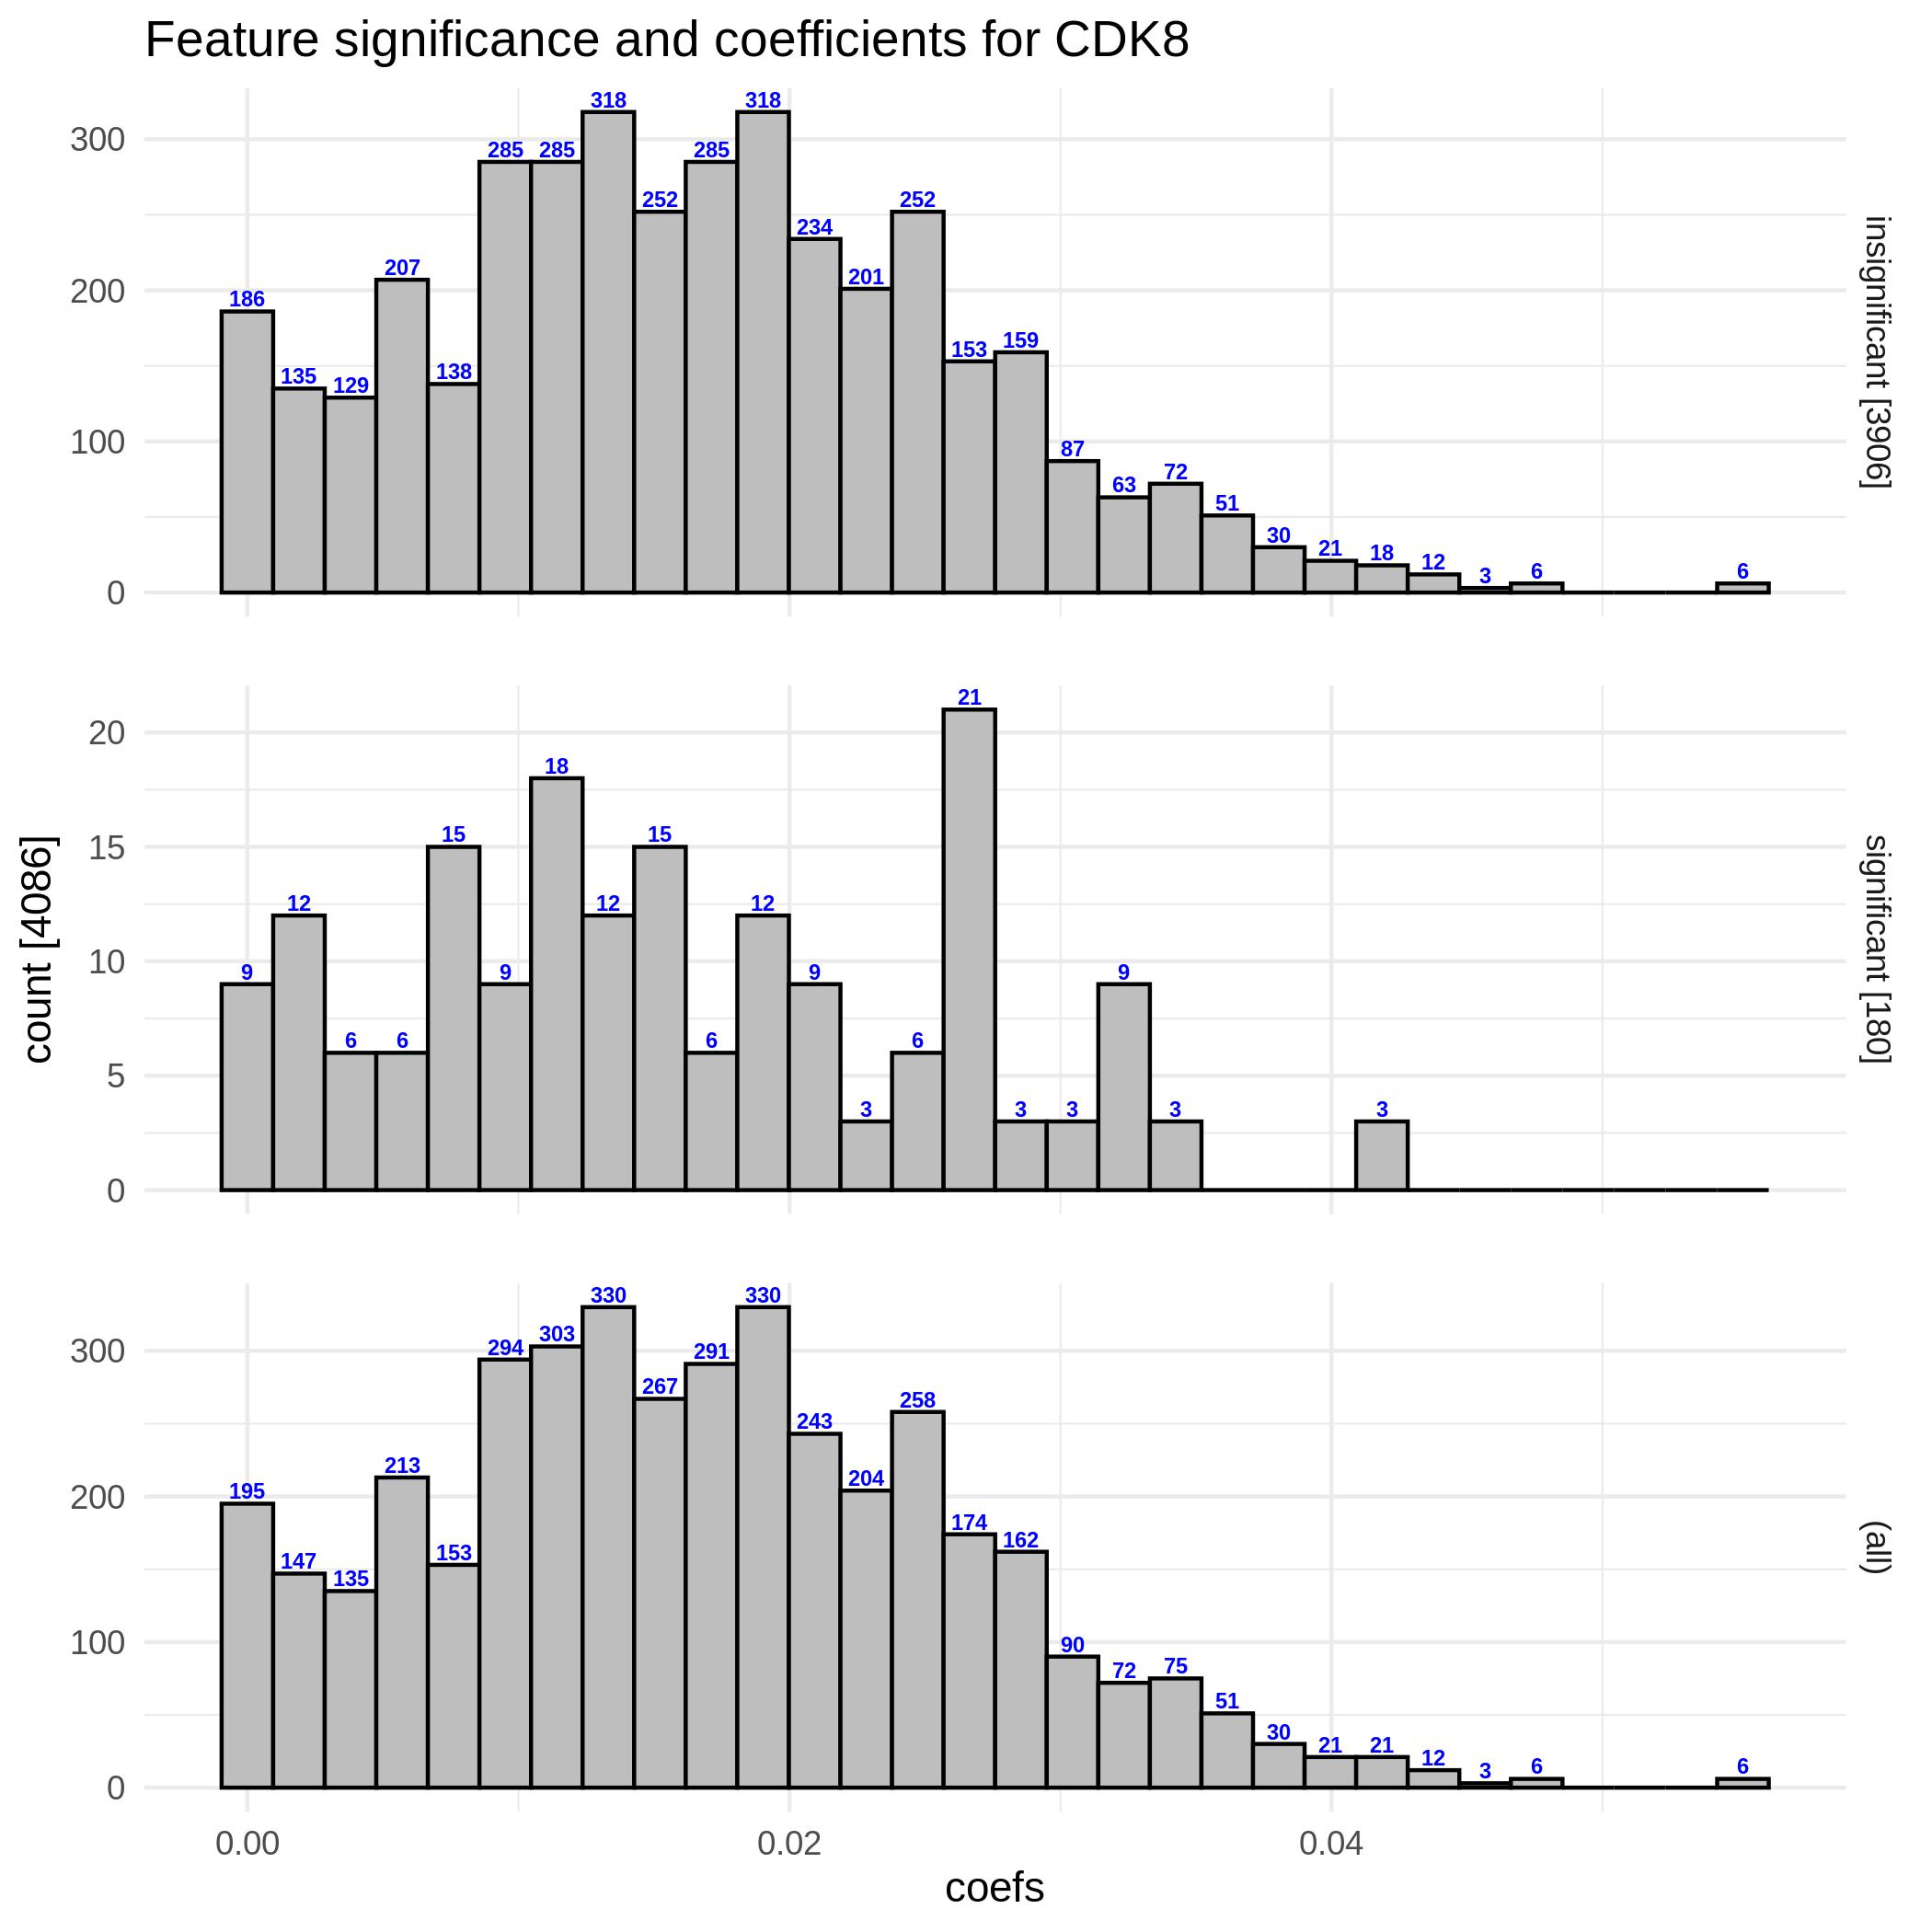 Feature significance and coefficients for CDK8
318 318
300
285 285 285
252 252
234
207
201
200
186
153 159
135 129 138
100
87
63 72
51
30 21 18 12 3 6 6
0
insignificant [3906]
21
20
18
15 15
15
12 12 12
10
9 9 9 9
6 6 6 6
5
3 3 3 3 3
0
significant [180]
count [4086]
330 330
294 303 291
300
267
258
243
213
204
200
195
174 162
147 135 153
100
90
72 75
51
30 21 21 12 3 6 6
0
(all)
0.00 0.02 0.04
coefs